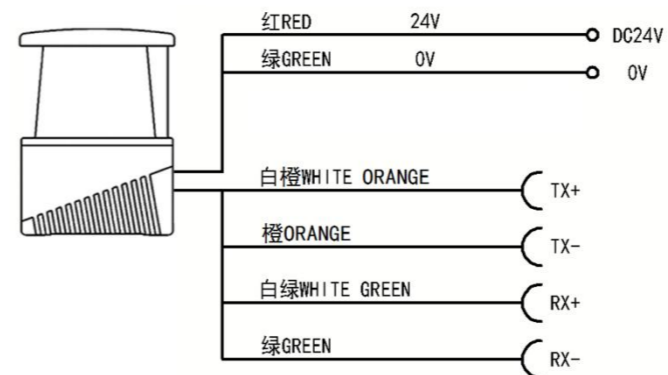 红RED 24V DC24V
绿GREEN 0V 0V
白橙WHITE ORANGE TX+
橙ORANGE TX-
白绿WHITE GREEN RX+
绿GREEN RX-